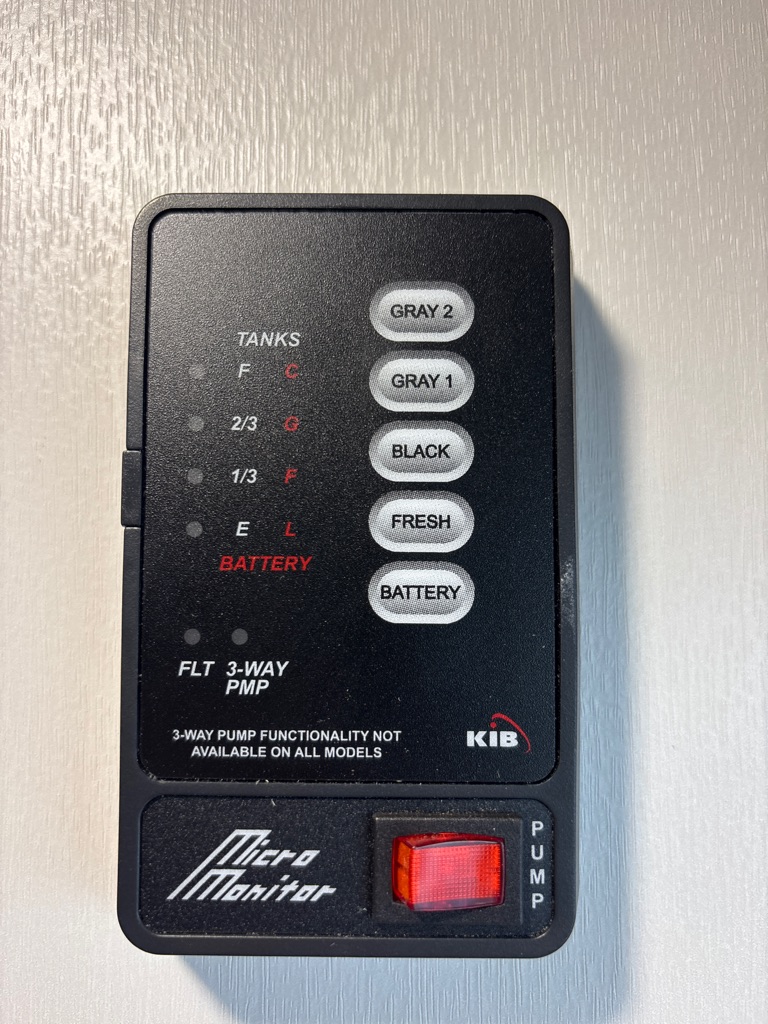 GRAY 2
TANKS
F C
GRAY 1
2/3 G
BLACK
1/3 F
E L
FRESH
BATTERY
BATTERY
FLT 3-WAY
PMP
3-WAY PUMP FUNCTIONALITY NOT
AVAILABLE ON ALL MODELS
KIB
Micro
Monitor
PUMP